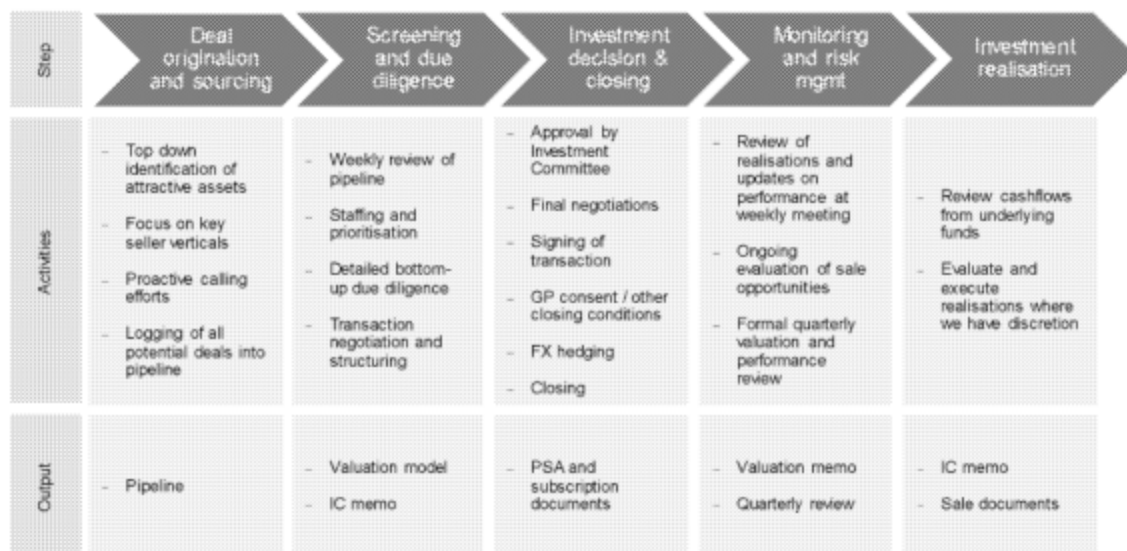 Step
Deal
origination
and sourcing
Screening
and due
diligence
Investment
decision &
closing
Monitoring
and risk
mgmt
Investment
realisation
Activities
- Top down
identification of
attractive assets
- Focus on key
seller verticals
- Proactive calling
efforts
- Logging of all
potential deals into
pipeline
- Weekly review of
pipeline
- Staffing and
prioritisation
- Detailed bottom-
up due diligence
- Transaction
negotiation and
structuring
- Approval by
Investment
Committee
- Final negotiations
- Signing of
transaction
- GP consent / other
closing conditions
- FX hedging
- Closing
- Review of
realisations and
updates on
performance at
weekly meeting
- Ongoing
evaluation of sale
opportunities
- Formal quarterly
valuation and
performance
review
- Review cashflows
from underlying
funds
- Evaluate and
execute
realisations where
we have discretion
Output
- Pipeline
- Valuation model
- IC memo
- PSA and
subscription
documents
- Valuation memo
- Quarterly review
- IC memo
- Sale documents